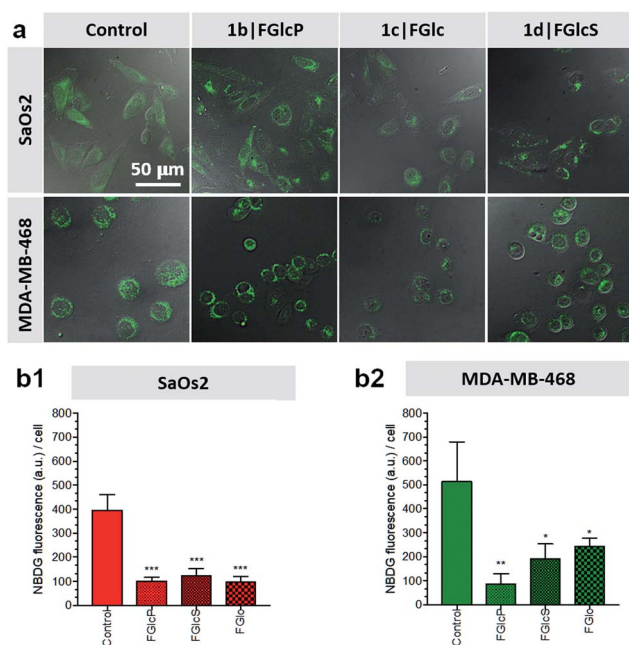 a
Control
1b|FGlcP
1c|FGlc
1d|FGlcS
SaOs2
50 μm
MDA-MB-468
b1
SaOs2
NBDG fluorescence (a.u.) / cell
800
700
600
500
400
300
200
100
0
***
***
***
Control
FGlcP
FGlcS
FGlc
b2
MDA-MB-468
NBDG fluorescence (a.u.) / cell
800
700
600
500
400
300
200
100
0
**
*
*
Control
FGlcP
FGlcS
FGlc